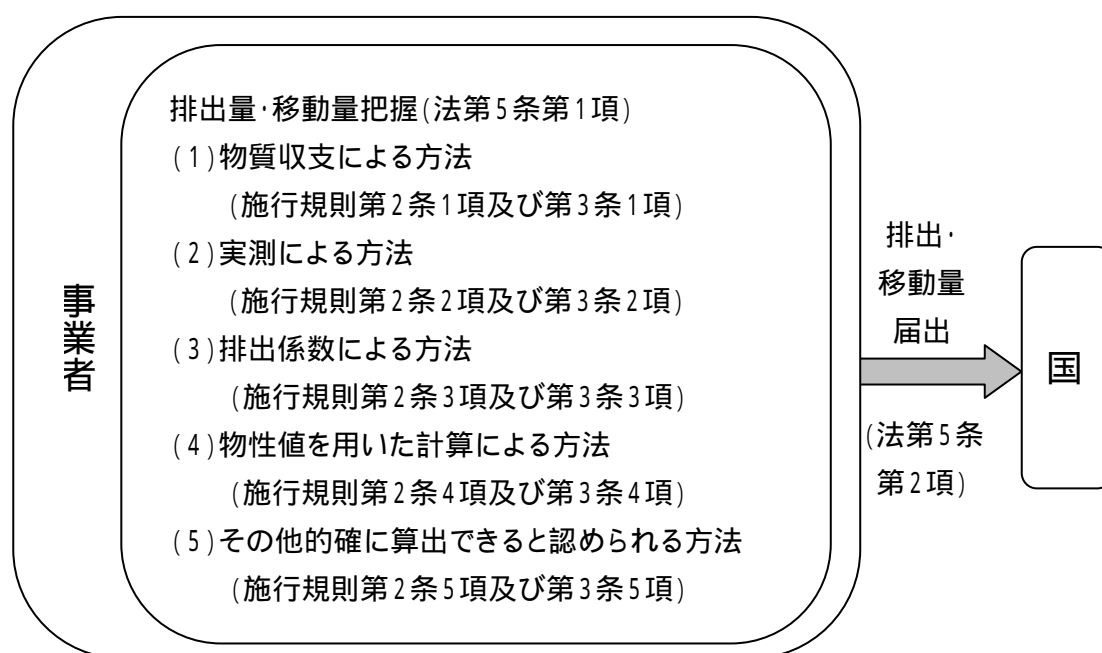 事業者
排出量・移動量把握(法第5条第1項)
(1)物質収支による方法
(施行規則第2条1項及び第3条1項)
(2)実測による方法
(施行規則第2条2項及び第3条2項)
(3)排出係数による方法
(施行規則第2条3項及び第3条3項)
(4)物性値を用いた計算による方法
(施行規則第2条4項及び第3条4項)
(5)その他的確に算出できると認められる方法
(施行規則第2条5項及び第3条5項)
排出・
移動量
届出
(法第5条
第2項)
国